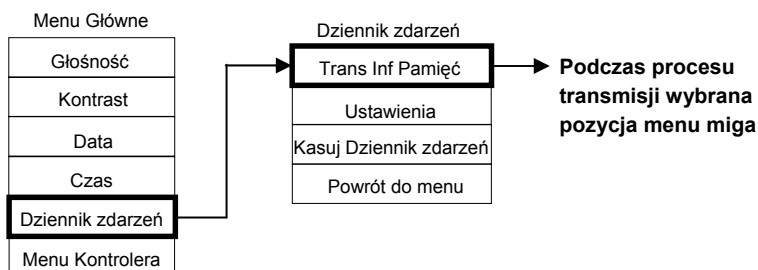 Menu Główne
Głośność
Kontrast
Data
Czas
Dziennik zdarzeń
Menu Kontrolera
Dziennik zdarzeń
Trans Inf Pamięć
Ustawienia
Kasuj Dziennik zdarzeń
Powrót do menu
Podczas procesu
transmisji wybrana
pozycja menu miga